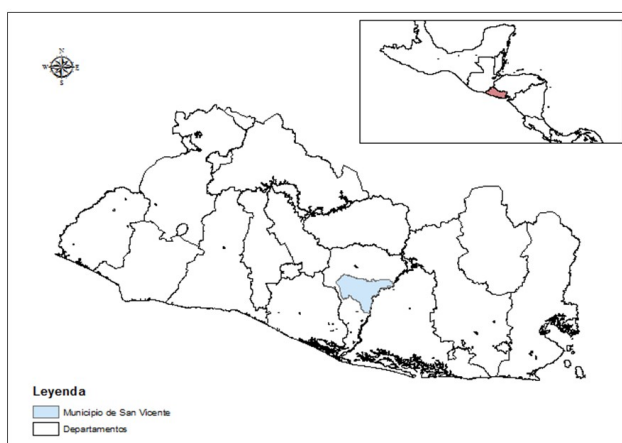 N
W E
S
Leyenda
Municipio de San Vicente
Departamentos